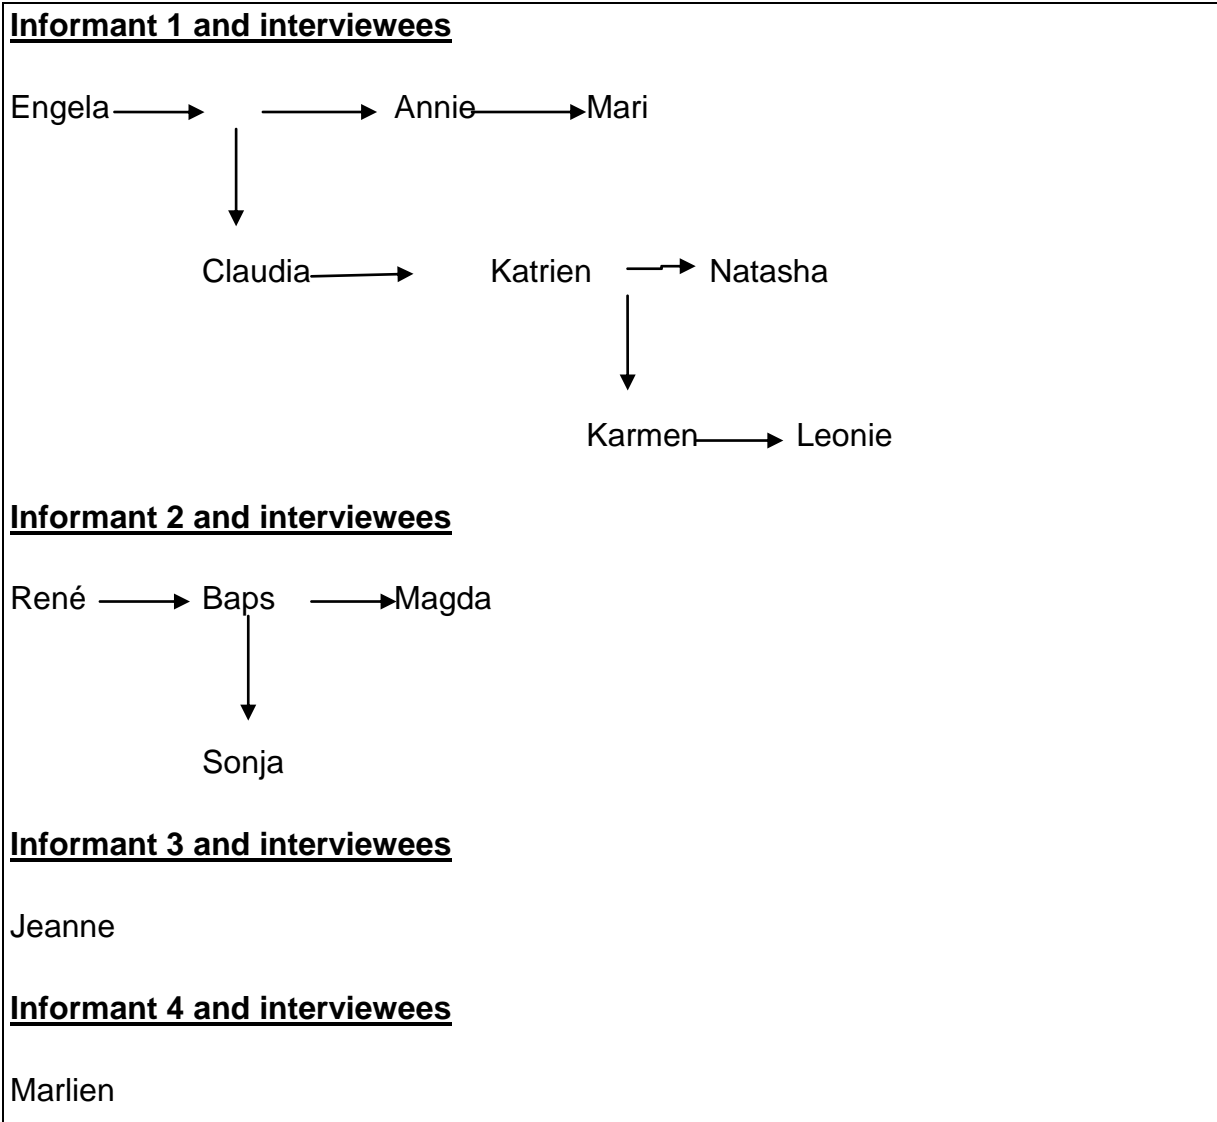 Informant 1 and interviewees
Engela Annie Mari
Claudia Katrien Natasha
Karmen Leonie
Informant 2 and interviewees
René Baps Magda
Sonja
Informant 3 and interviewees
Jeanne
Informant 4 and interviewees
Marlien